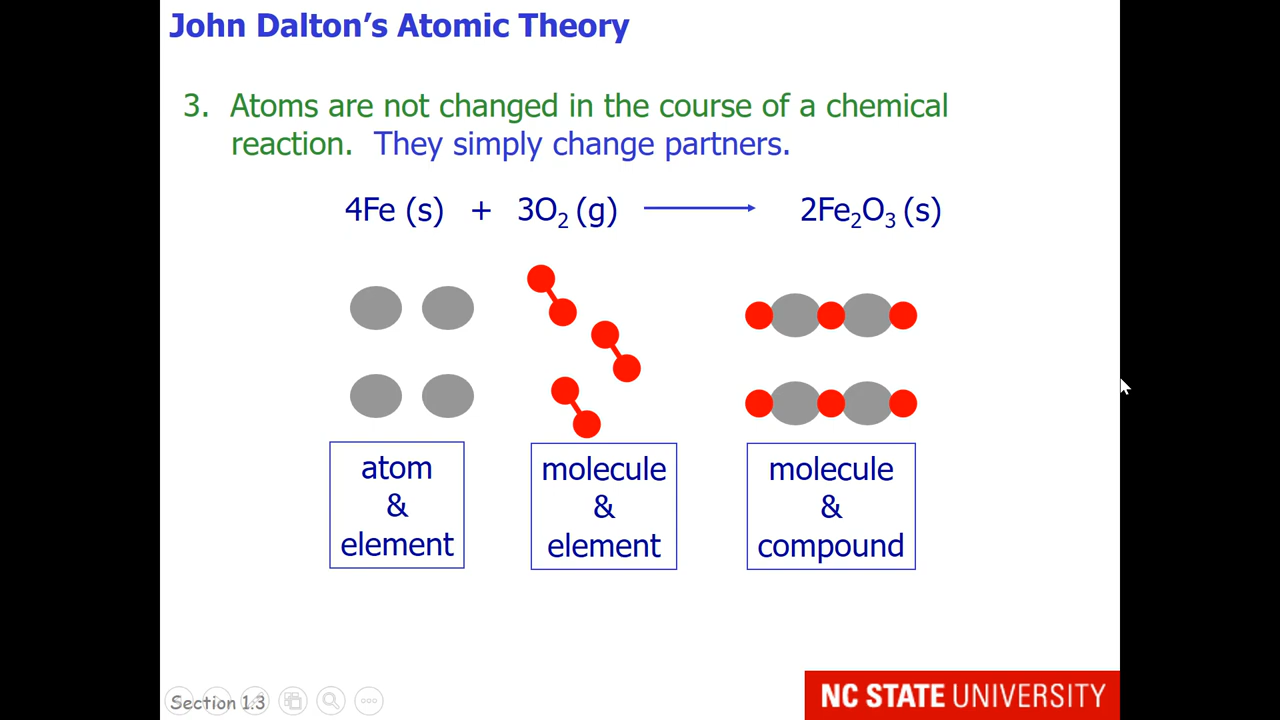 John Dalton’s Atomic Theory
3. Atoms are not changed in the course of a chemical
reaction. They simply change partners.
4Fe (s) + 3O₂ (g) 2Fe₂O₃ (s)
atom
&
element
molecule
&
element
molecule
&
compound
Section 1.3
NC STATE UNIVERSITY